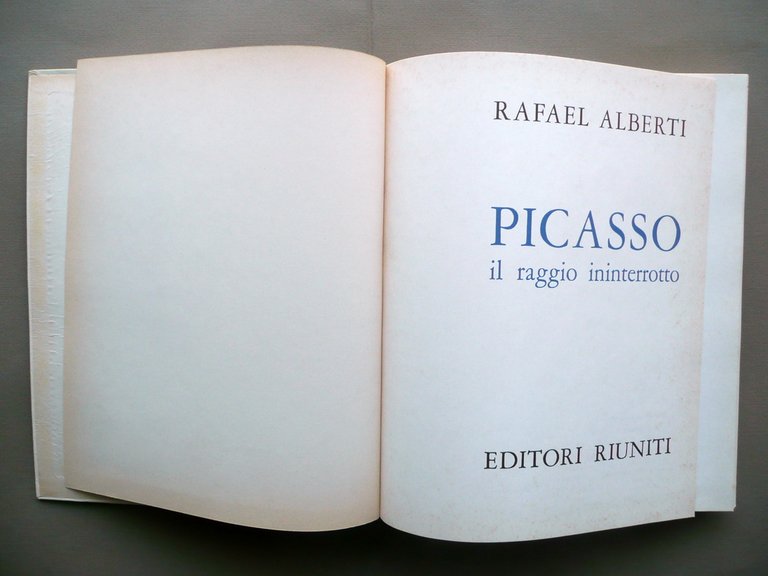 RAFAEL ALBERTI
PICASSO
il raggio ininterrotto
EDITORI RIUNITI